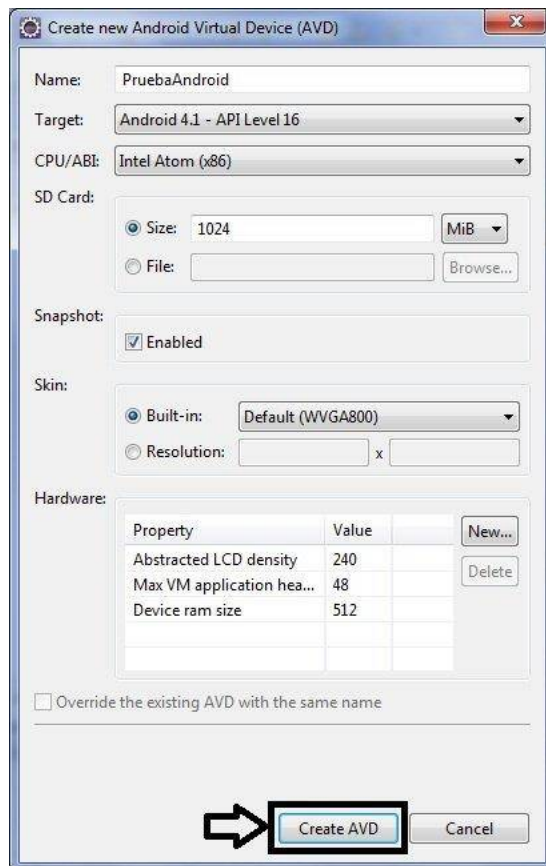 Create new Android Virtual Device (AVD)
Name: PruebaAndroid
Target: Android 4.1 - API Level 16
CPU/ABI: Intel Atom (x86)
SD Card:
Size: 1024 MiB
File: Browse...
Snapshot:
Enabled
Skin:
Built-in: Default (WVGA800)
Resolution: x
Hardware:
Property Value New...
Abstracted LCD density 240
Max VM application hea... 48
Device ram size 512
Delete
Override the existing AVD with the same name
Create AVD Cancel